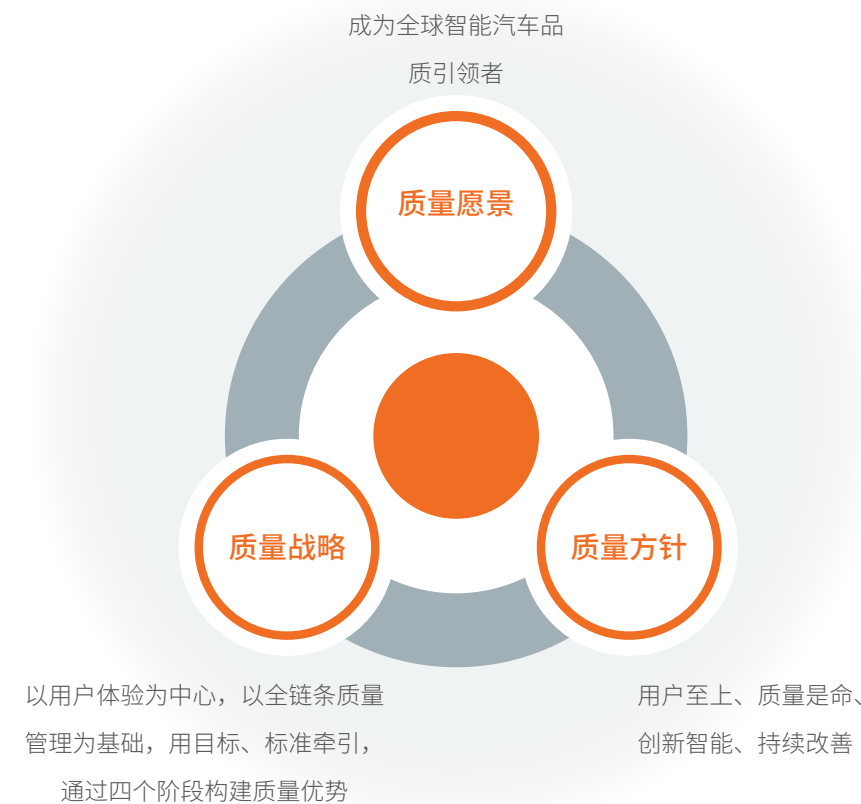 成为全球智能汽车品
质引领者
质量愿景
质量战略
质量方针
以用户体验为中心，以全链条质量
管理为基础，用目标、标准牵引，
通过四个阶段构建质量优势
用户至上、质量是命、
创新智能、持续改善